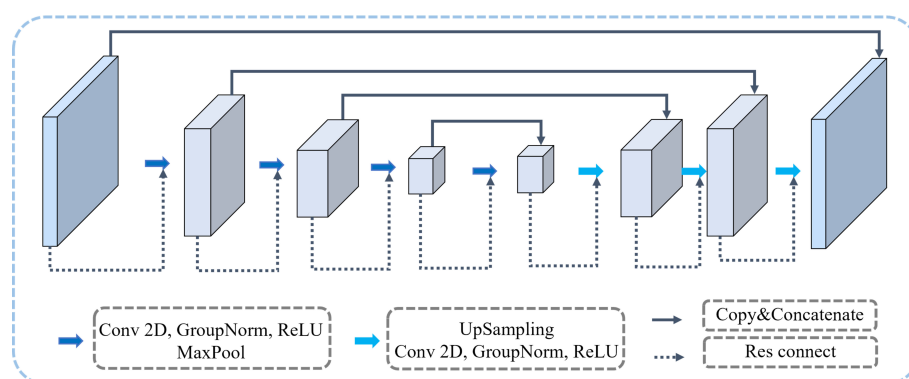 Conv 2D, GroupNorm, ReLU
MaxPool
UpSampling
Conv 2D, GroupNorm, ReLU
Copy&Concatenate
Res connect